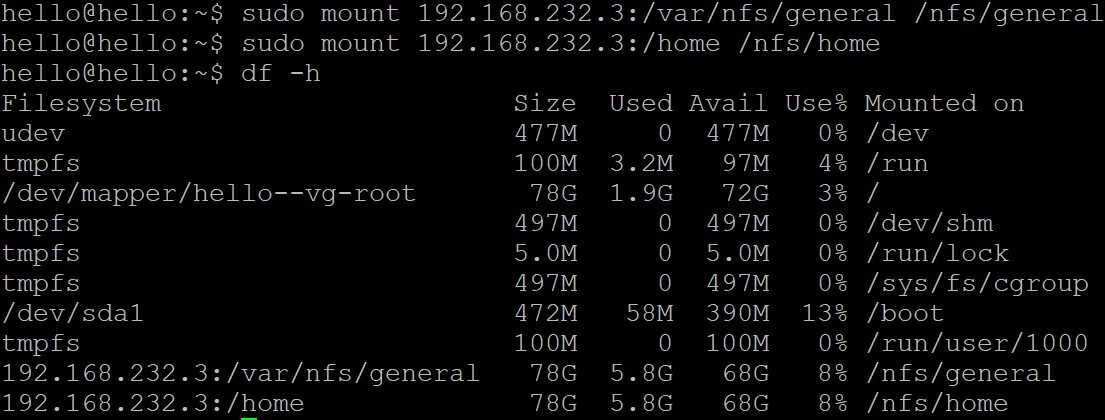 hello@hello:~$ sudo mount 192.168.232.3:/var/nfs/general /nfs/general
hello@hello:~$ sudo mount 192.168.232.3:/home /nfs/home
hello@hello:~$ df -h
Filesystem                         Size  Used Avail Use% Mounted on
udev                               477M     0  477M   0% /dev
tmpfs                              100M  3.2M   97M   4% /run
/dev/mapper/hello--vg-root          78G  1.9G   72G   3% /
tmpfs                              497M     0  497M   0% /dev/shm
tmpfs                              5.0M     0  5.0M   0% /run/lock
tmpfs                              497M     0  497M   0% /sys/fs/cgroup
/dev/sda1                          472M   58M  390M  13% /boot
tmpfs                              100M     0  100M   0% /run/user/1000
192.168.232.3:/var/nfs/general      78G  5.8G   68G   8% /nfs/general
192.168.232.3:/home                 78G  5.8G   68G   8% /nfs/home